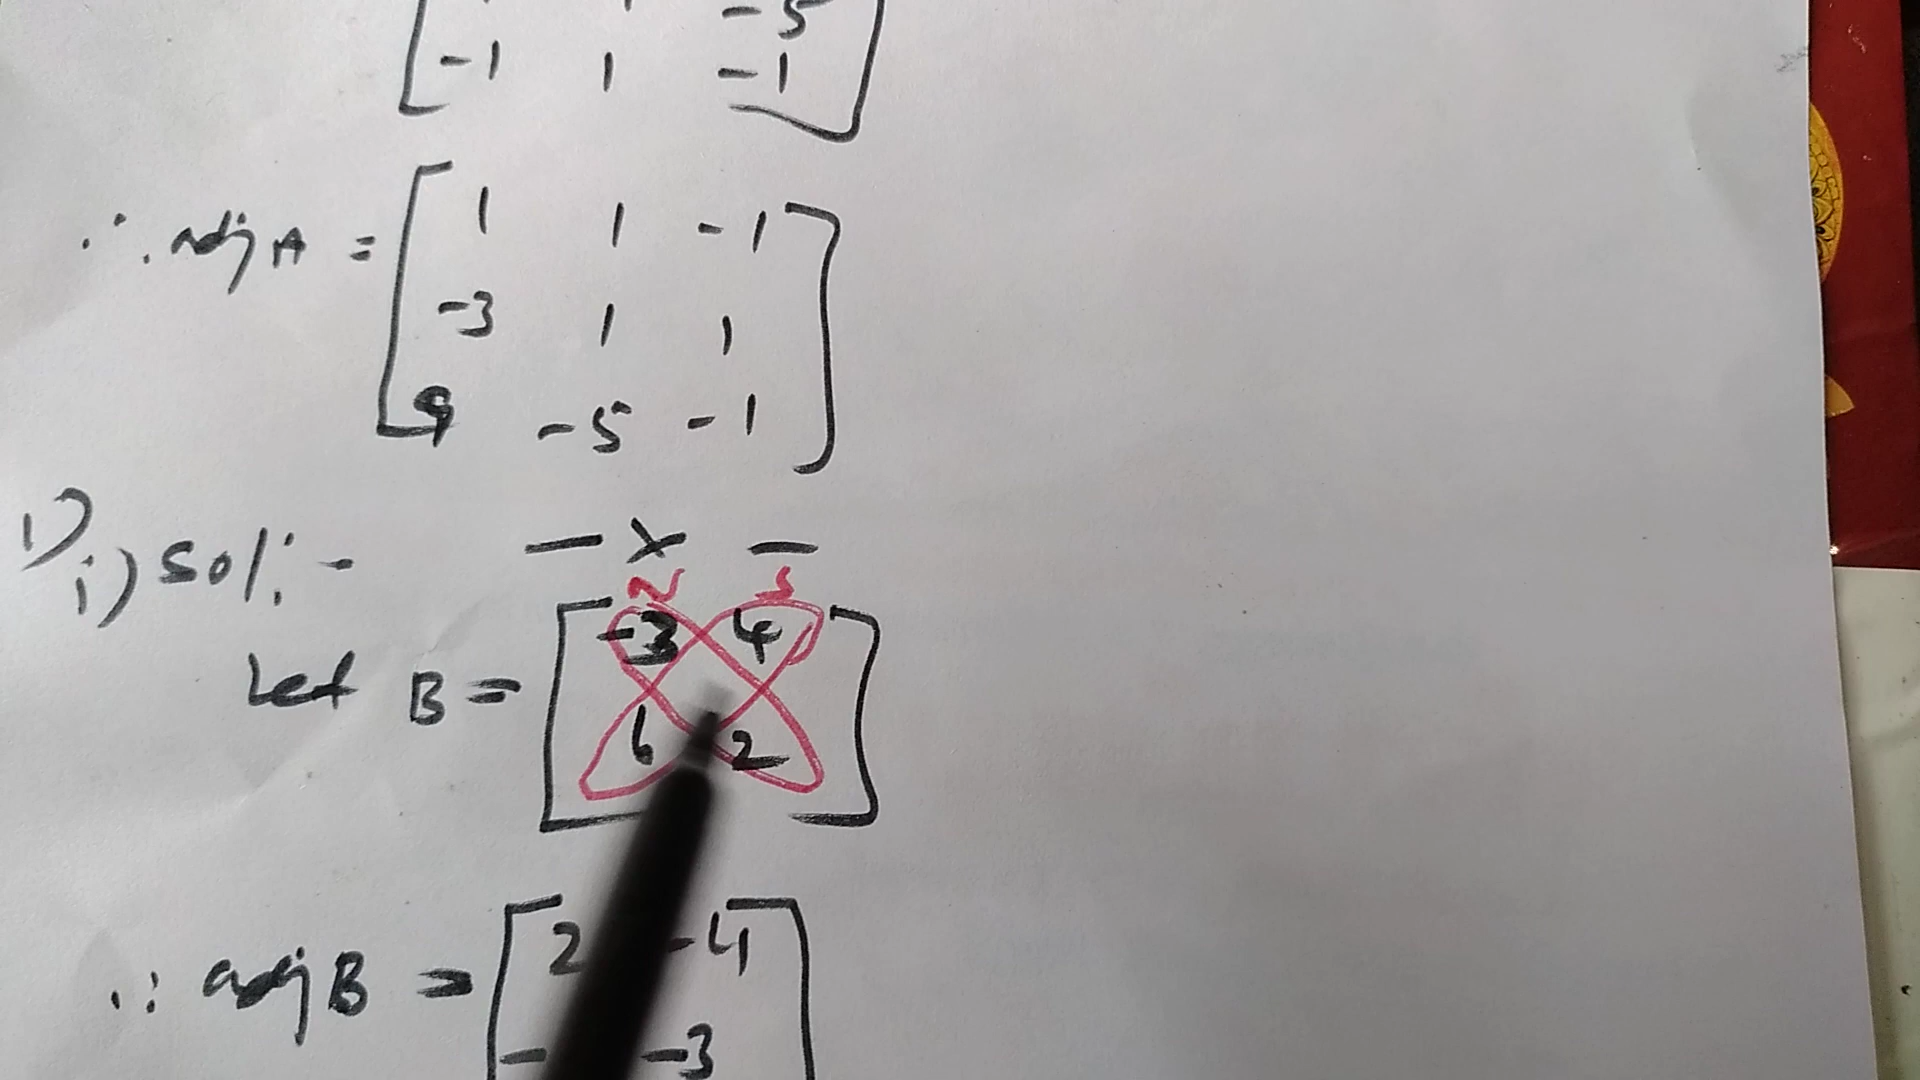 -5
-1 1 -1
∴ adj A = [ 1 1 -1
-3 1 1
9 -5 -1 ]
— x —
1) i) Sol:-
N S
Let B = [ -3 4
6 2 ]
∴ adj B = [ 2 -4
- -3